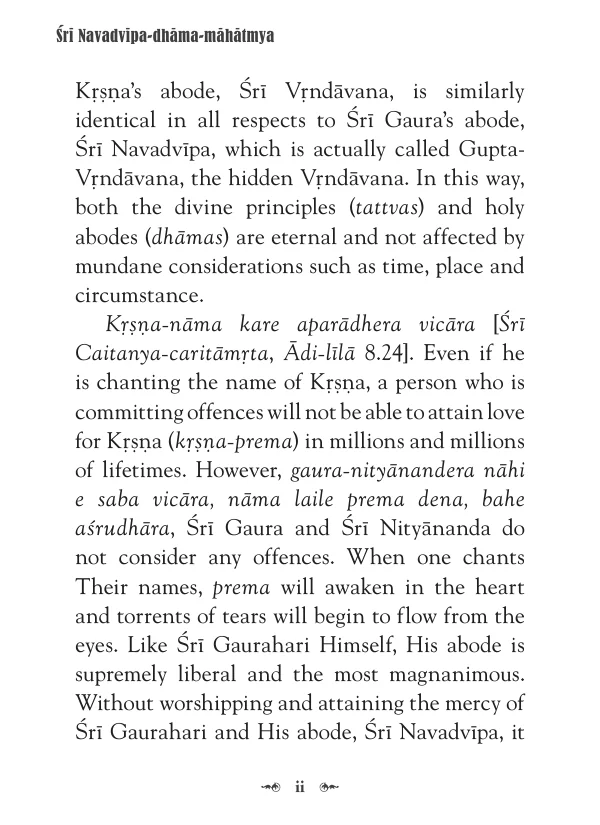 Śrī Navadvīpa-dhāma-māhātmya
Kṛṣṇa’s abode, Śrī Vṛndāvana, is similarly
identical in all respects to Śrī Gaura’s abode,
Śrī Navadvīpa, which is actually called Gupta-
Vṛndāvana, the hidden Vṛndāvana. In this way,
both the divine principles (tattvas) and holy
abodes (dhāmas) are eternal and not affected by
mundane considerations such as time, place and
circumstance.
Kṛṣṇa-nāma kare aparādhera vicāra [Śrī
Caitanya-caritāmṛta, Ādi-līlā 8.24]. Even if he
is chanting the name of Kṛṣṇa, a person who is
committing offences will not be able to attain love
for Kṛṣṇa (kṛṣṇa-prema) in millions and millions
of lifetimes. However, gaura-nityānandera nāhi
e saba vicāra, nāma laile prema dena, bahe
aśrudhāra, Śrī Gaura and Śrī Nityānanda do
not consider any offences. When one chants
Their names, prema will awaken in the heart
and torrents of tears will begin to flow from the
eyes. Like Śrī Gaurahari Himself, His abode is
supremely liberal and the most magnanimous.
Without worshipping and attaining the mercy of
Śrī Gaurahari and His abode, Śrī Navadvīpa, it
ii